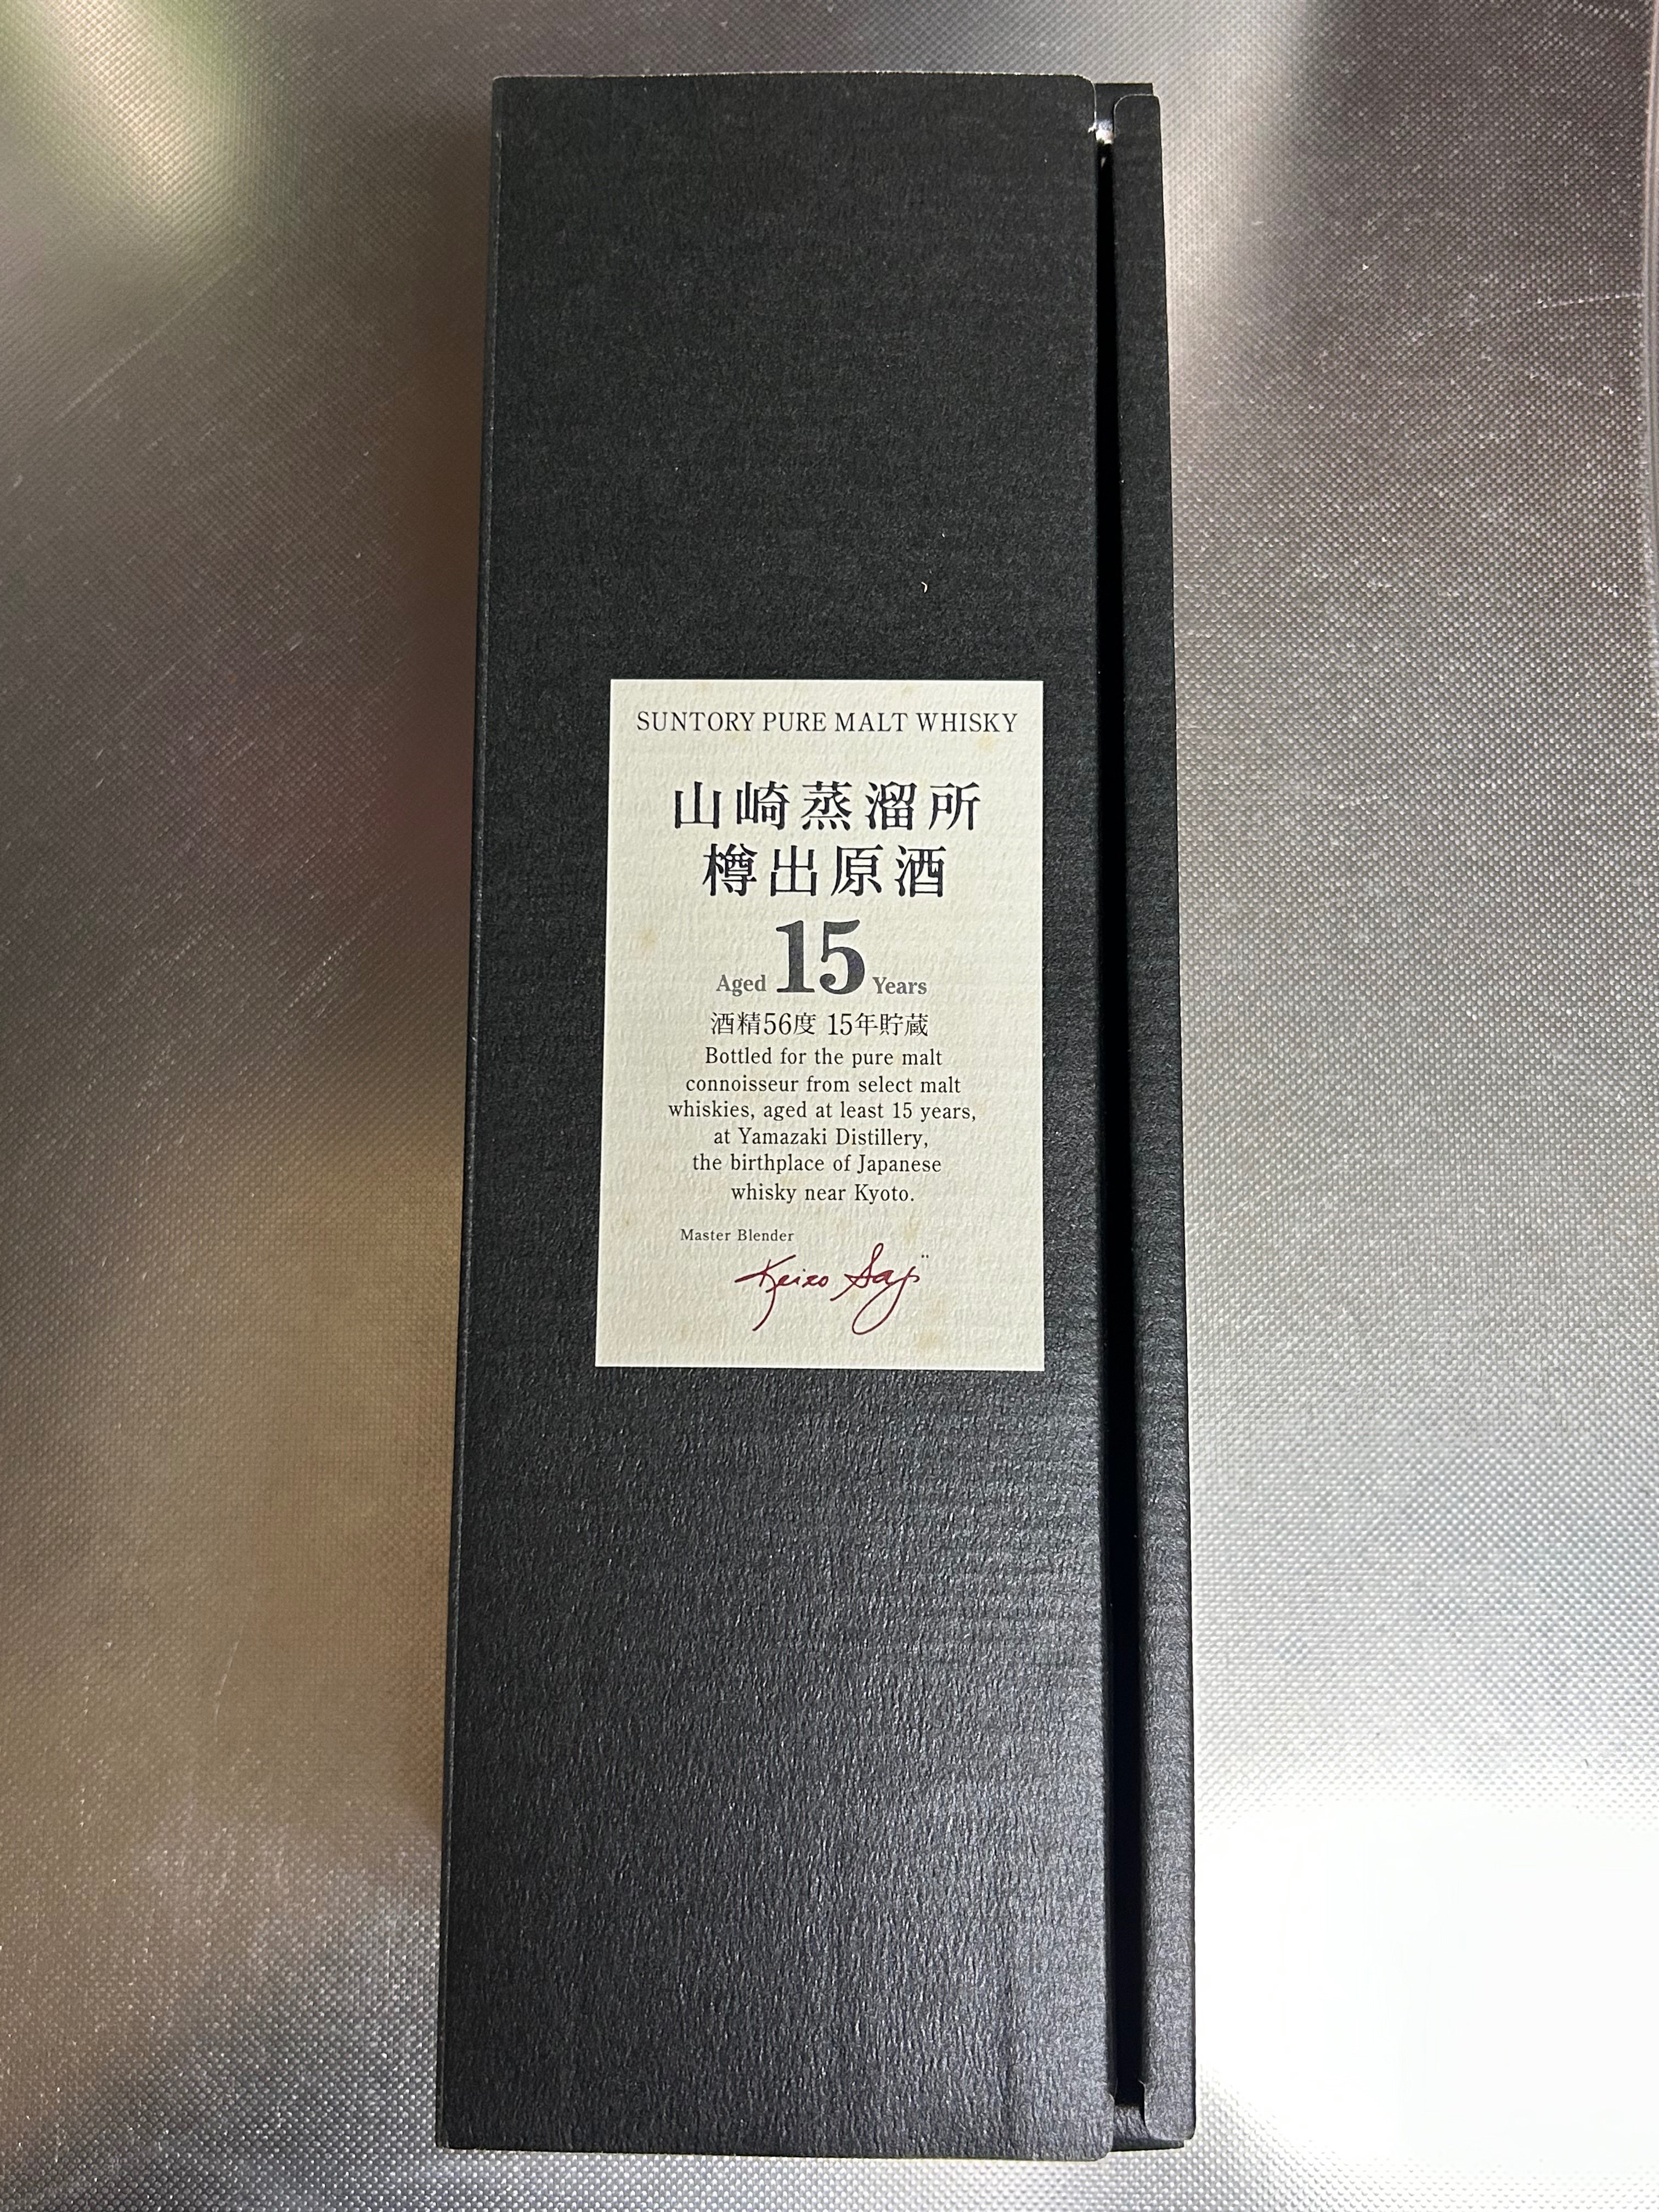 SUNTORY PURE MALT WHISKY
山崎蒸溜所
樽出原酒
Aged 15 Years
酒精56度 15年貯蔵
Bottled for the pure malt
connoisseur from select malt
whiskies, aged at least 15 years,
at Yamazaki Distillery,
the birthplace of Japanese
whisky near Kyoto.
Master Blender
Keizo Saji